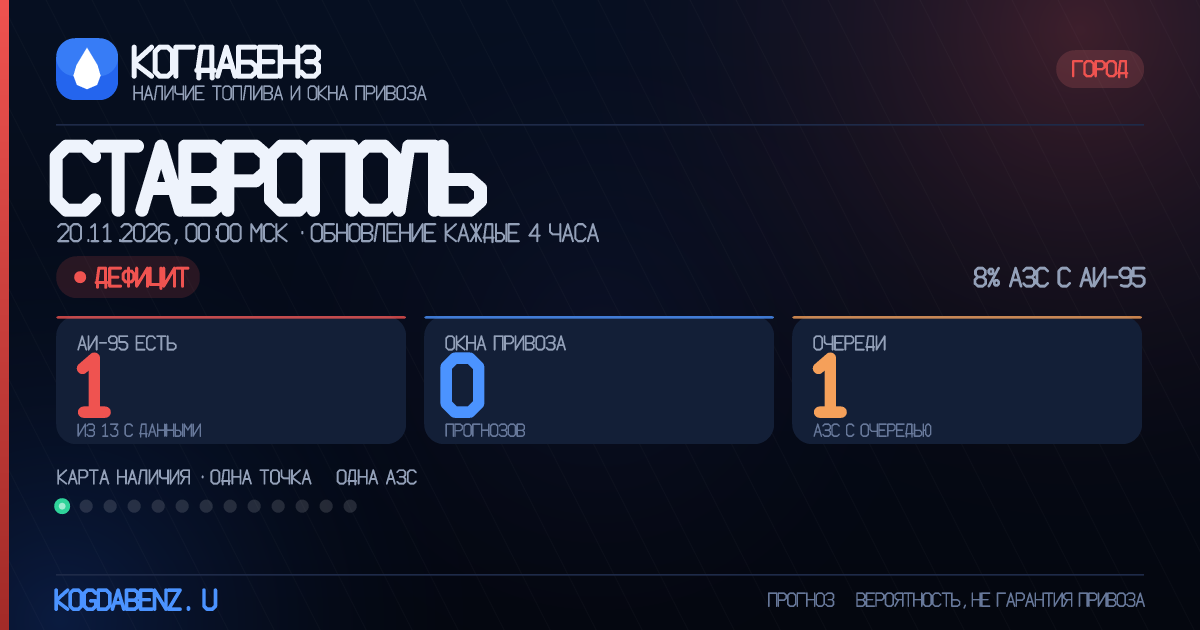 КОГДАБЕНЗ
НАЛИЧИЕ ТОПЛИВА И ОКНА ПРИВОЗА
ГОРОД
СТАВРОПОЛЬ
20.11.2026, 00:00 МСК · ОБНОВЛЕНИЕ КАЖДЫЕ 4 ЧАСА
ДЕФИЦИТ
8% АЗС С АИ-95
АИ-95 ЕСТЬ
1
ИЗ 13 С ДАННЫМИ
ОКНА ПРИВОЗА
0
ПРОГНОЗОВ
ОЧЕРЕДИ
1
АЗС С ОЧЕРЕДЬЮ
КАРТА НАЛИЧИЯ · ОДНА ТОЧКА ОДНА АЗС
KOGDABENZ. U
ПРОГНОЗ ВЕРОЯТНОСТЬ, НЕ ГАРАНТИЯ ПРИВОЗА